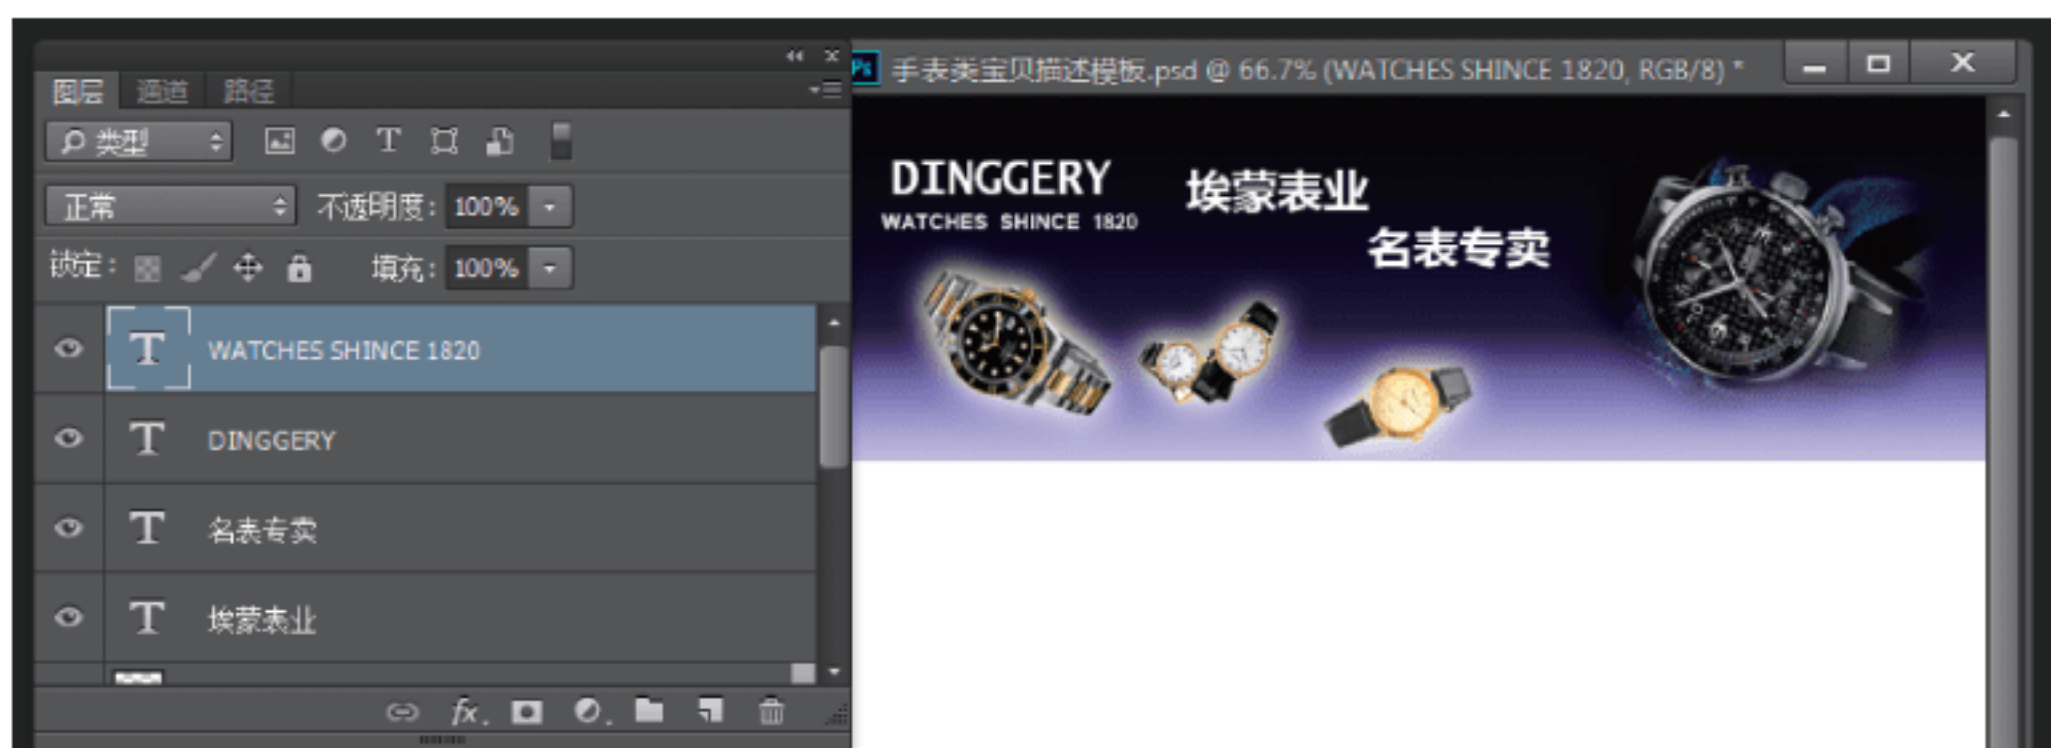 图层 通道 路径
类型 T
正常 不透明度: 100%
锁定: 填充: 100%
T WATCHES SHINCE 1820
T DINGGERY
T 名表专卖
T 埃蒙表业
fx.
Ps 手表类宝贝描述模板.psd @ 66.7% (WATCHES SHINCE 1820, RGB/8) *
DINGGERY
WATCHES SHINCE 1820
埃蒙表业
名表专卖